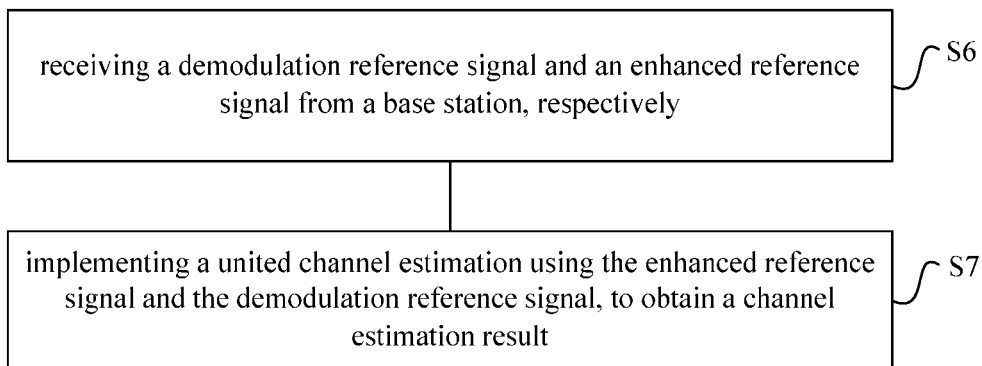 receiving a demodulation reference signal and an enhanced reference
signal from a base station, respectively
S6
implementing a united channel estimation using the enhanced reference
signal and the demodulation reference signal, to obtain a channel
estimation result
S7